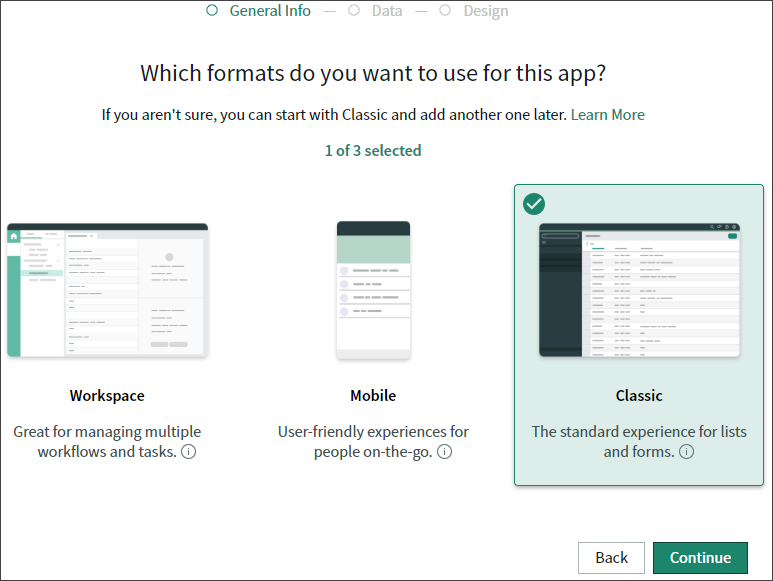 General Info — Data — Design
Which formats do you want to use for this app?
If you aren't sure, you can start with Classic and add another one later. Learn More
1 of 3 selected
Workspace
Great for managing multiple
workflows and tasks.
Mobile
User-friendly experiences for
people on-the-go.
Classic
The standard experience for lists
and forms.
Back
Continue